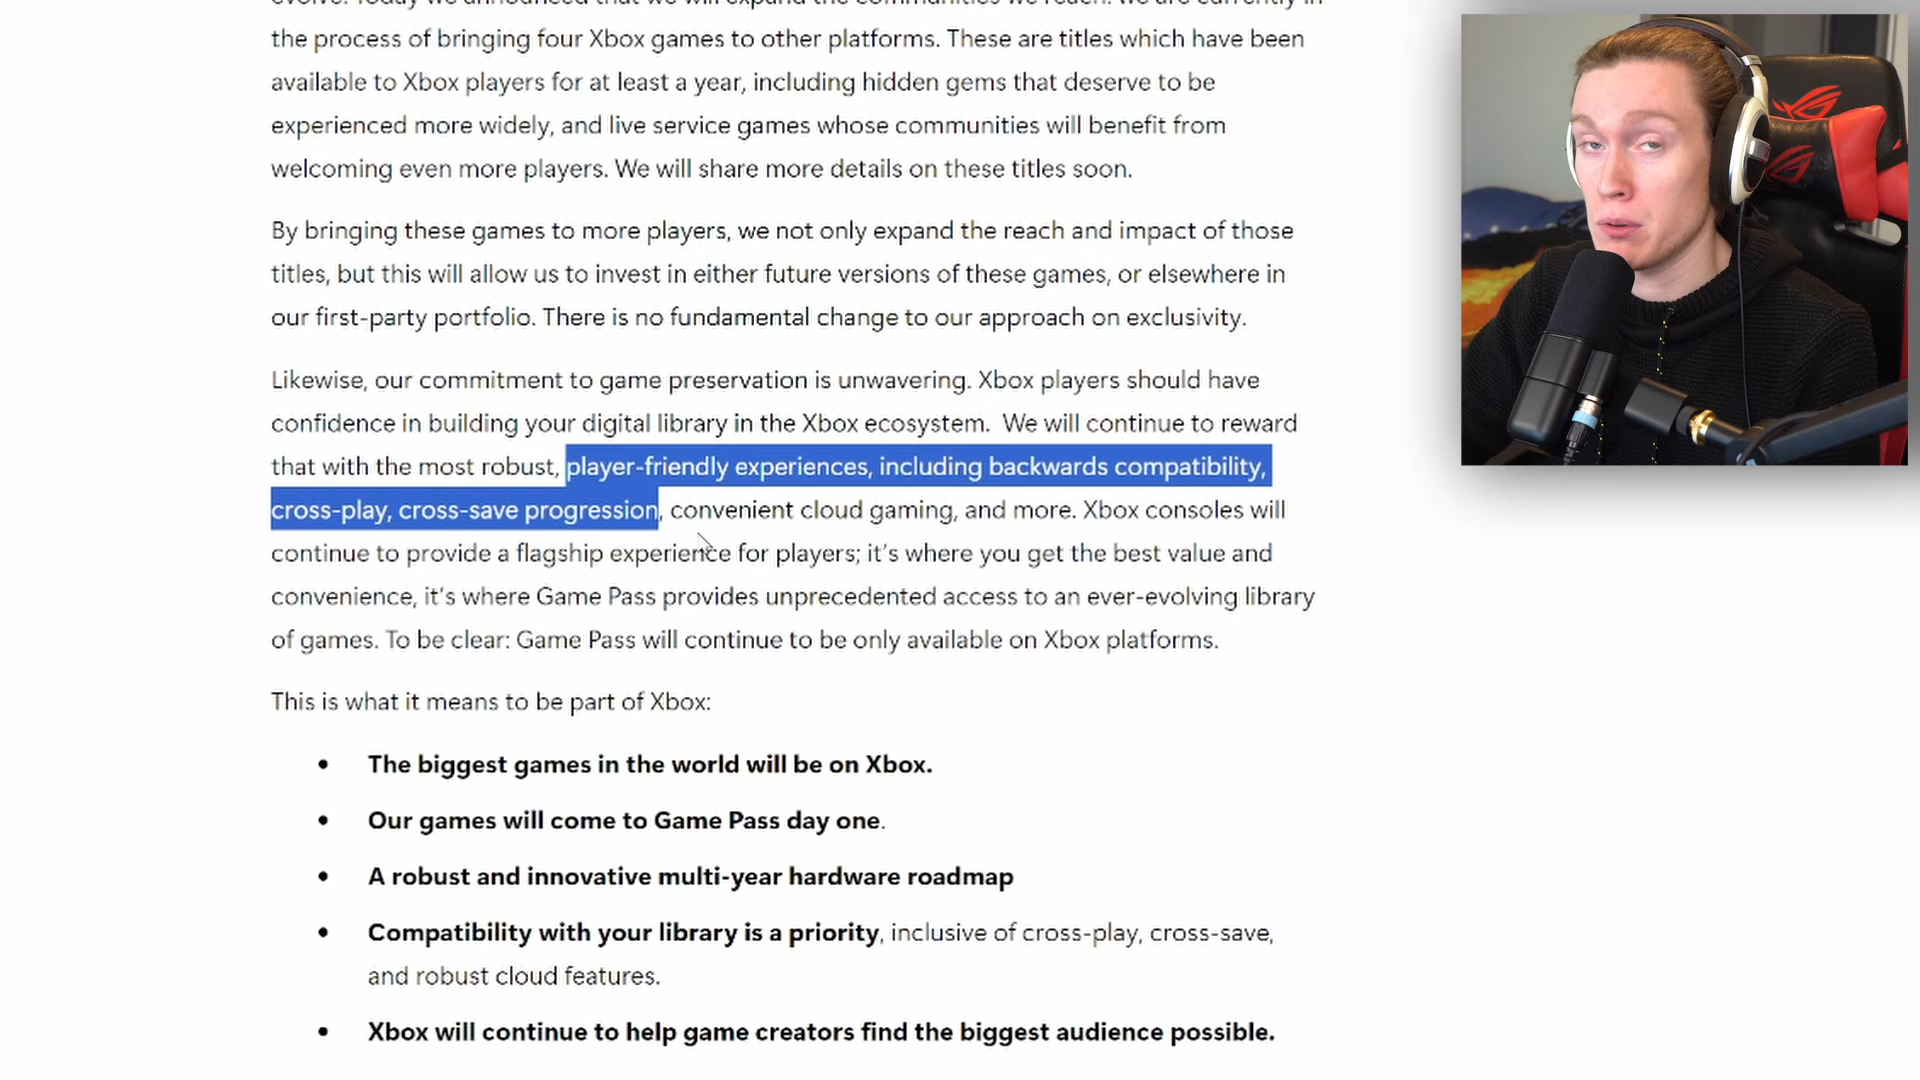 evolve. Today we announced that we will expand the communities we reach. We are currently in
the process of bringing four Xbox games to other platforms. These are titles which have been
available to Xbox players for at least a year, including hidden gems that deserve to be
experienced more widely, and live service games whose communities will benefit from
welcoming even more players. We will share more details on these titles soon.
By bringing these games to more players, we not only expand the reach and impact of those
titles, but this will allow us to invest in either future versions of these games, or elsewhere in
our first-party portfolio. There is no fundamental change to our approach on exclusivity.
Likewise, our commitment to game preservation is unwavering. Xbox players should have
confidence in building your digital library in the Xbox ecosystem.  We will continue to reward
that with the most robust, player-friendly experiences, including backwards compatibility,
cross-play, cross-save progression, convenient cloud gaming, and more. Xbox consoles will
continue to provide a flagship experience for players; it's where you get the best value and
convenience, it's where Game Pass provides unprecedented access to an ever-evolving library
of games. To be clear: Game Pass will continue to be only available on Xbox platforms.
This is what it means to be part of Xbox:
• The biggest games in the world will be on Xbox.
• Our games will come to Game Pass day one.
• A robust and innovative multi-year hardware roadmap
• Compatibility with your library is a priority, inclusive of cross-play, cross-save,
and robust cloud features.
• Xbox will continue to help game creators find the biggest audience possible.